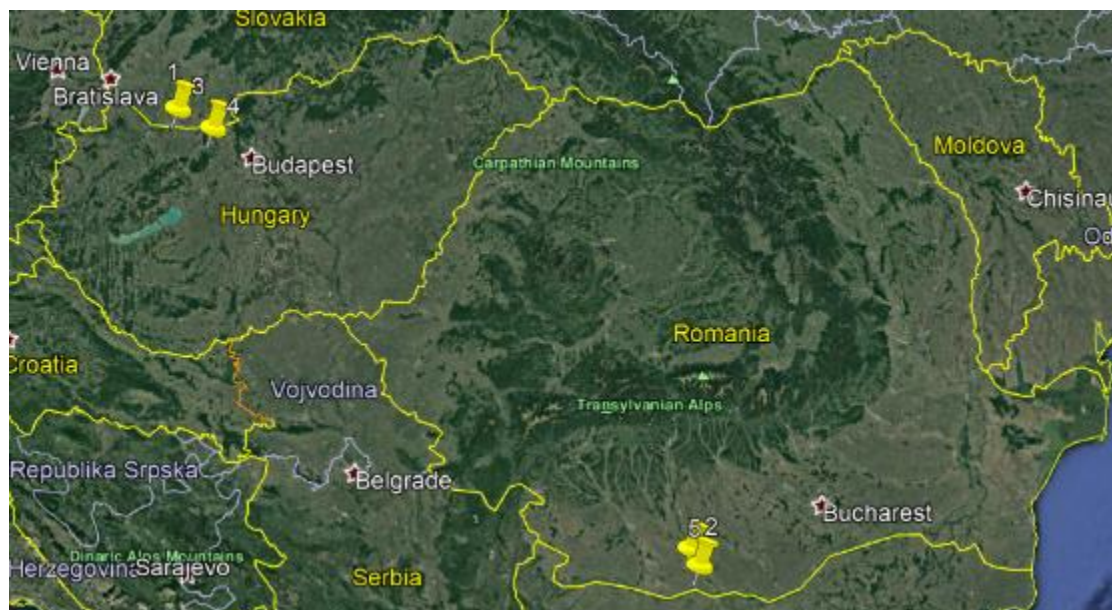 Slovakia
Vienna
1
3
Bratislava
4
Budapest
Carpathian Mountains
Moldova
Chisinau
Hungary
Od
Romania
Croatia
Vojvodina
Transylvanian Alps
Republika Srpska
Belgrade
Bucharest
5 2
Dinaric Alps Mountains
Herzegovina
Sarajevo
Serbia